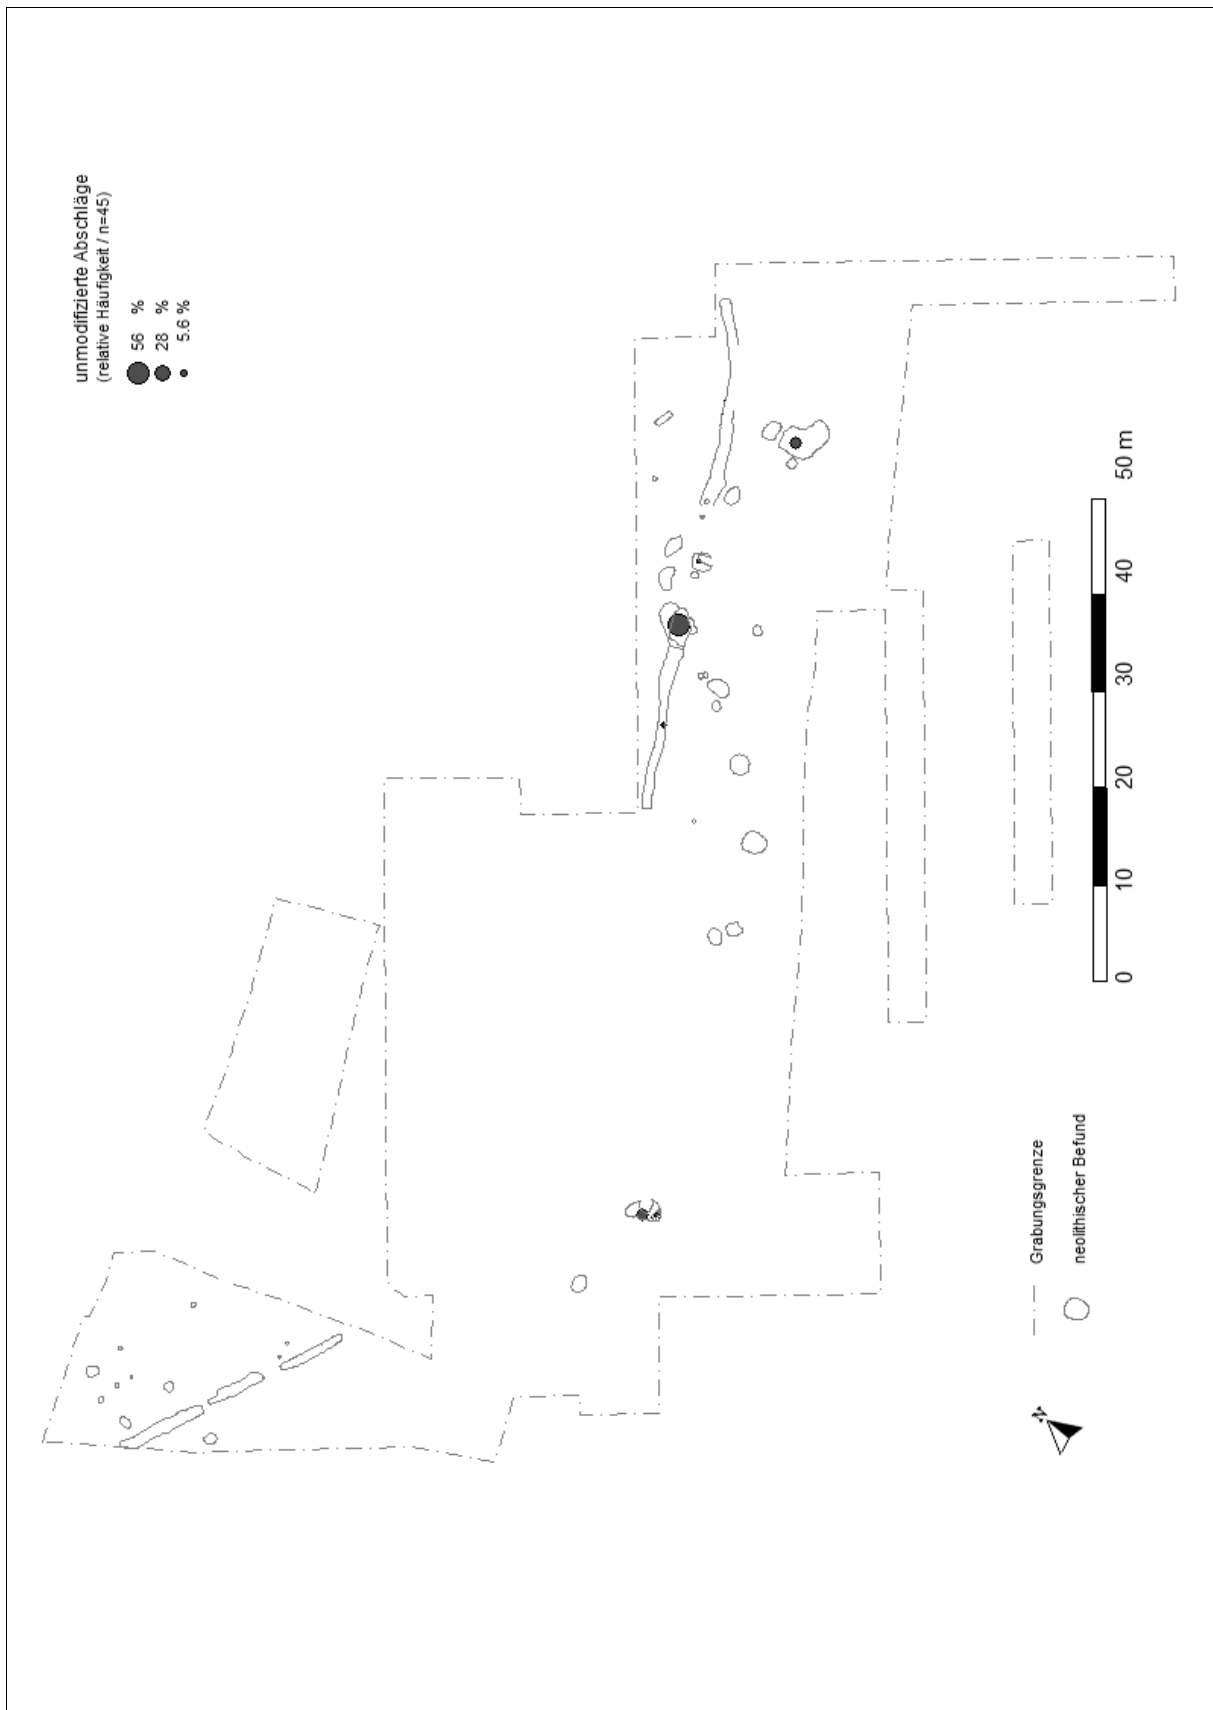 unmodifizierte Abschläge
(relative Häufigkeit / n=45)
56 %
28 %
5.6 %
0 10 20 30 40 50 m
Grabungsgrenze
neolithischer Befund
N